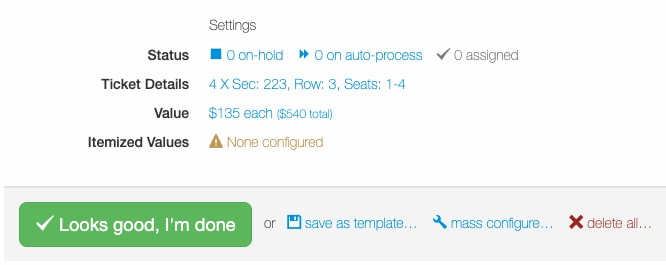 Settings
Status 0 on-hold 0 on auto-process 0 assigned
Ticket Details 4 X Sec: 223, Row: 3, Seats: 1-4
Value $135 each ($540 total)
Itemized Values None configured
Looks good, I'm done or save as template... mass configure... delete all...